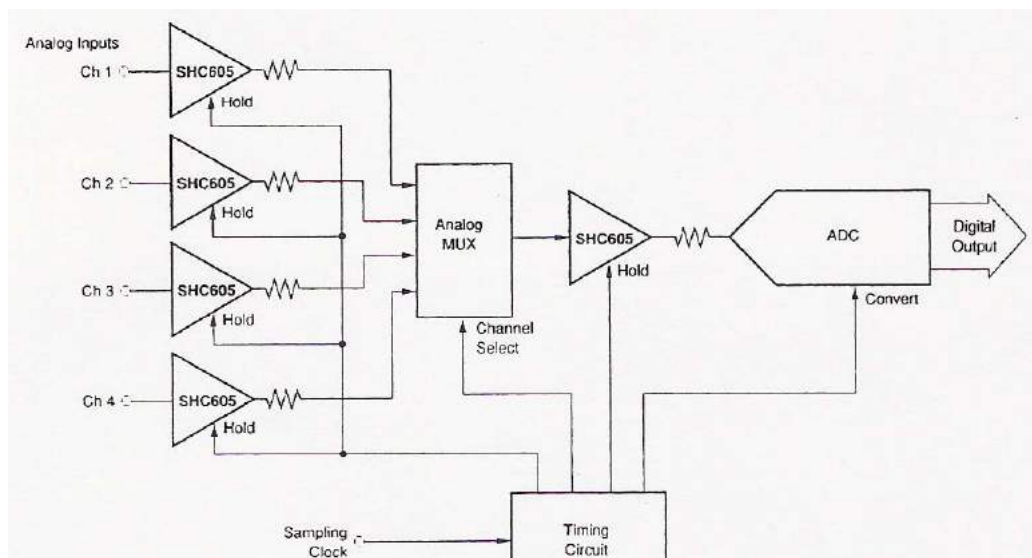 Analog Inputs
Ch 1
SHC605
Hold
Ch 2
SHC605
Hold
Analog
MUX
SHC605
Hold
ADC
Digital
Output
Ch 3
SHC605
Hold
Convert
Channel
Select
Ch 4
SHC605
Hold
Sampling
Clock
Timing
Circuit